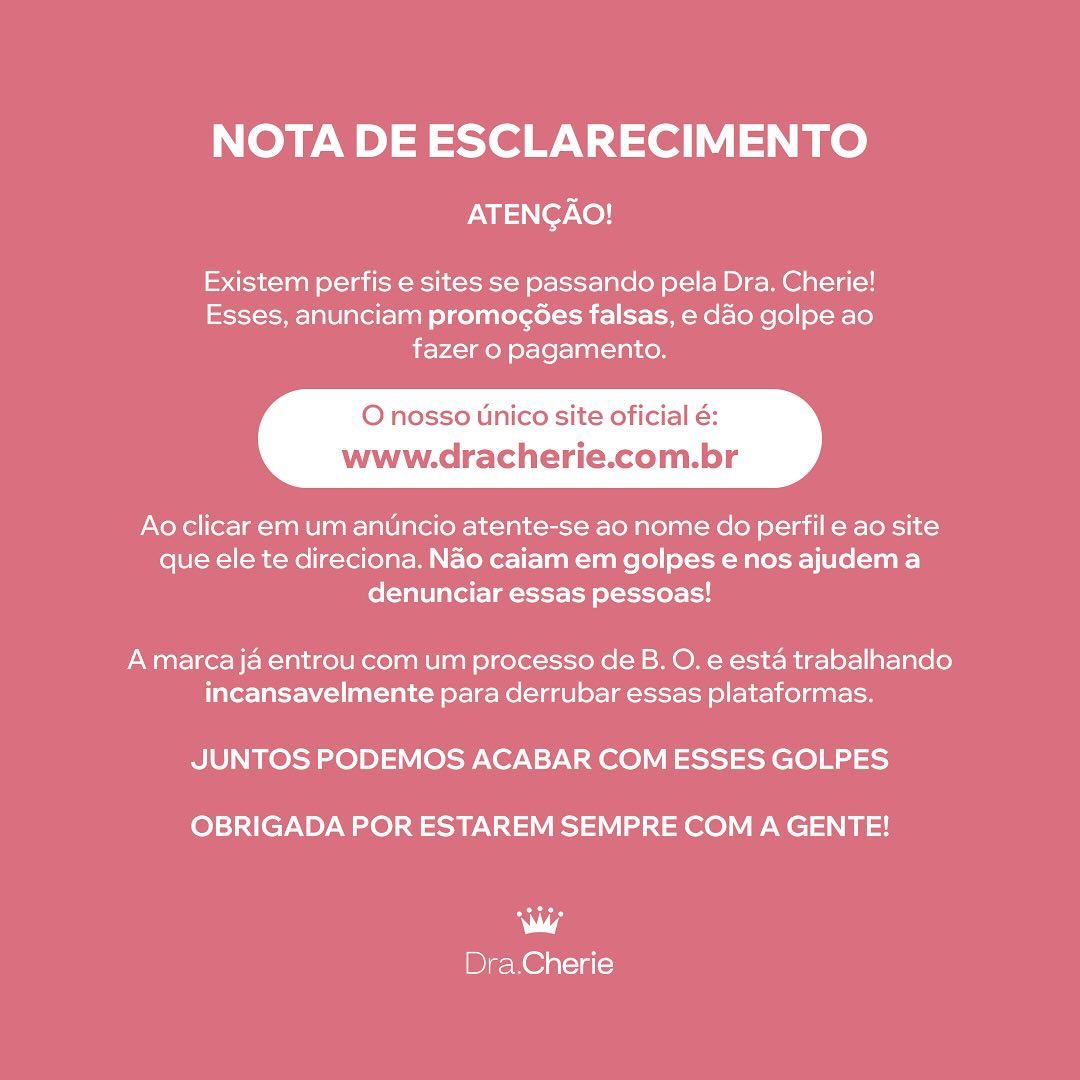 NOTA DE ESCLARECIMENTO
ATENÇÃO!
Existem perfis e sites se passando pela Dra. Cherie!
Esses, anunciam promoções falsas, e dão golpe ao
fazer o pagamento.
O nosso único site oficial é:
www.dracherie.com.br
Ao clicar em um anúncio atente-se ao nome do perfil e ao site
que ele te direciona. Não caiam em golpes e nos ajudem a
denunciar essas pessoas!
A marca já entrou com um processo de B. O. e está trabalhando
incansavelmente para derrubar essas plataformas.
JUNTOS PODEMOS ACABAR COM ESSES GOLPES
OBRIGADA POR ESTAREM SEMPRE COM A GENTE!
Dra.Cherie